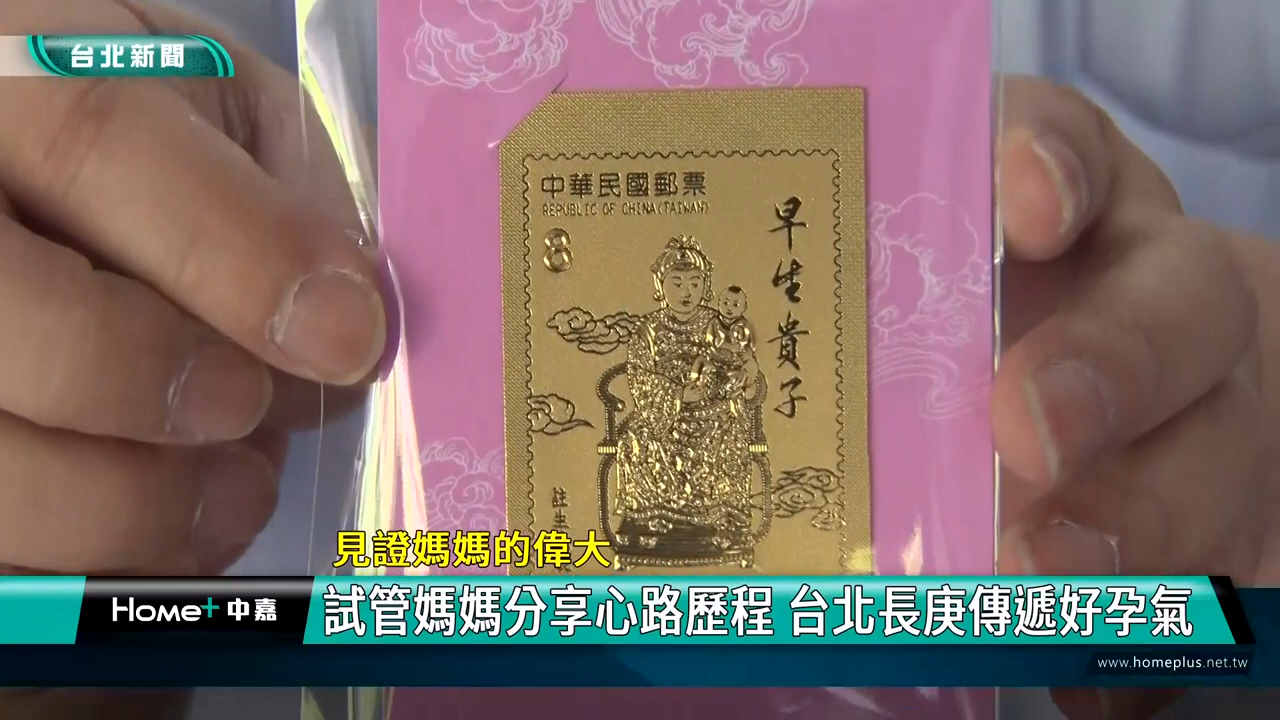 台北新聞
中華民國郵票
REPUBLIC OF CHINA(TAIWAN)
8
早生貴子
註生
見證媽媽的偉大
Home+中嘉
試管媽媽分享心路歷程 台北長庚傳遞好孕氣
www.homeplus.net.tw